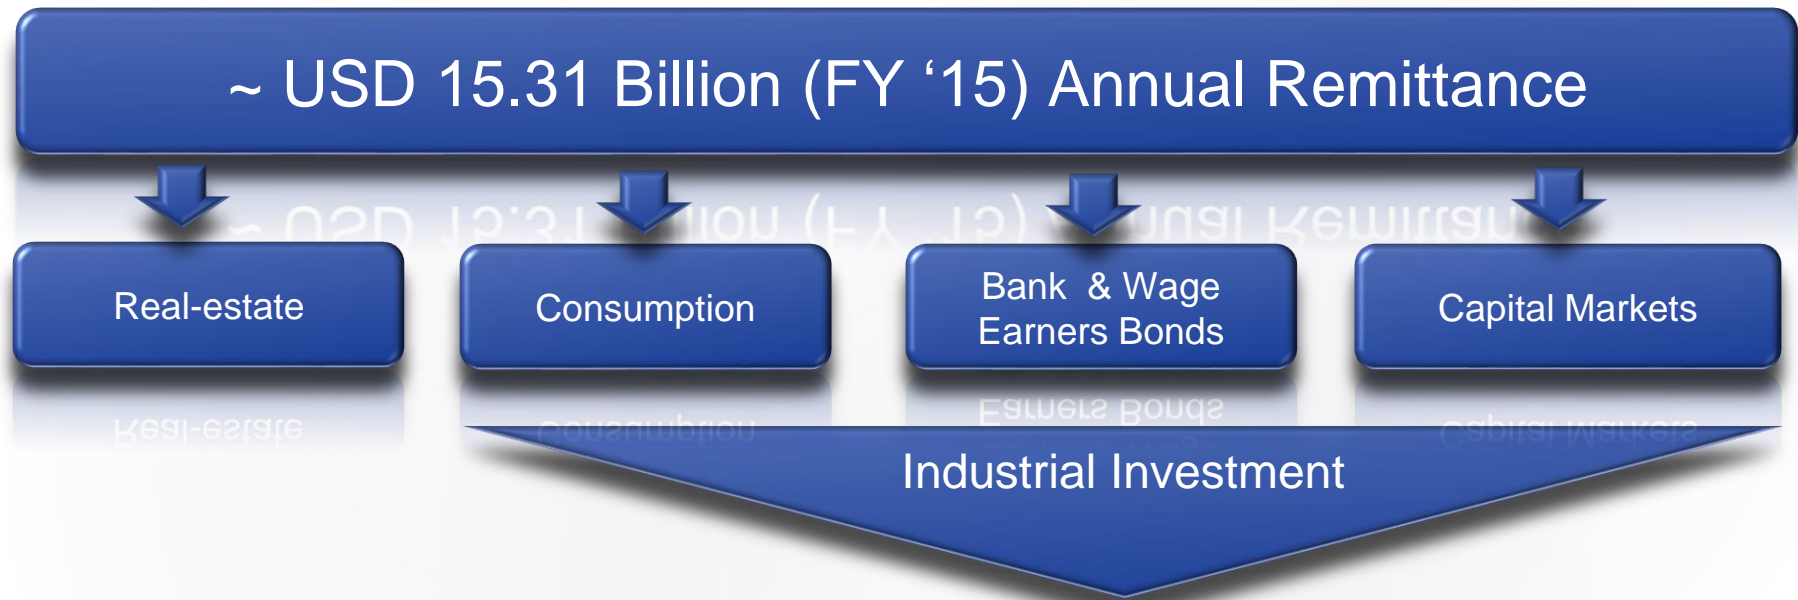 ~ USD 15.31 Billion (FY ‘15) Annual Remittance
Real-estate
Consumption
Bank & Wage
Earners Bonds
Capital Markets
Industrial Investment